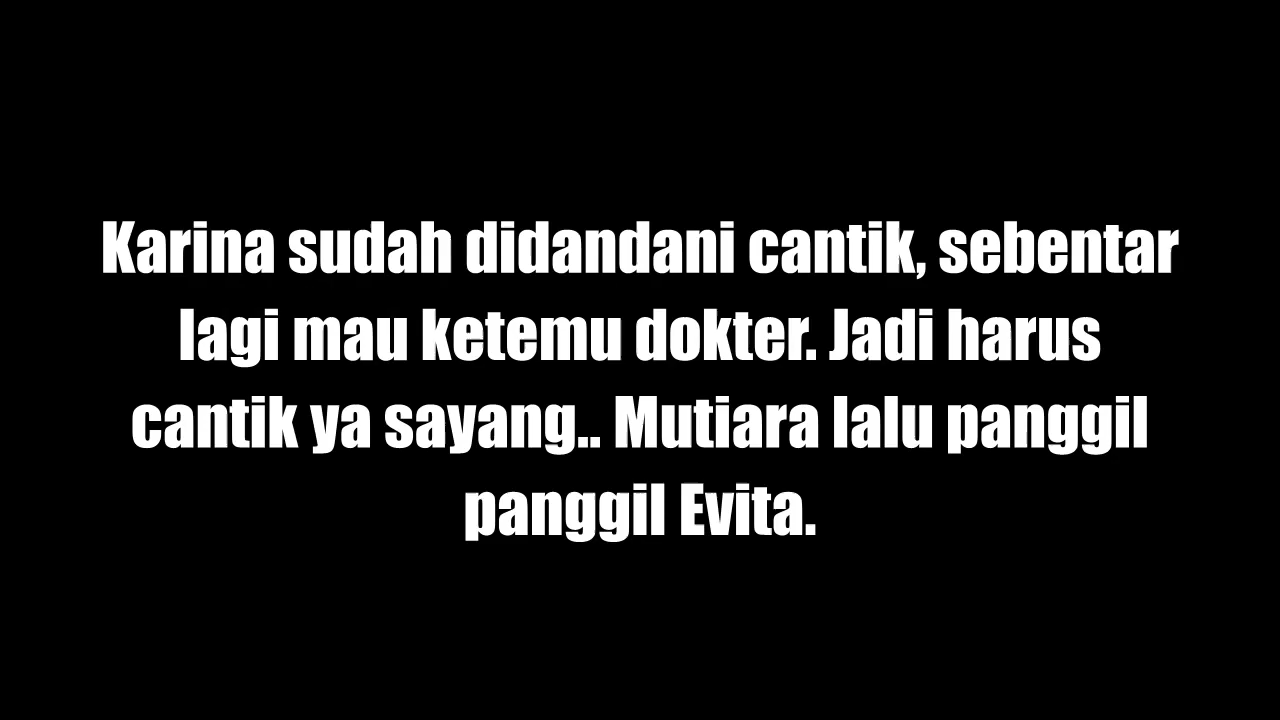 Karina sudah didandani cantik, sebentar
lagi mau ketemu dokter. Jadi harus
cantik ya sayang.. Mutiara lalu panggil
panggil Evita.